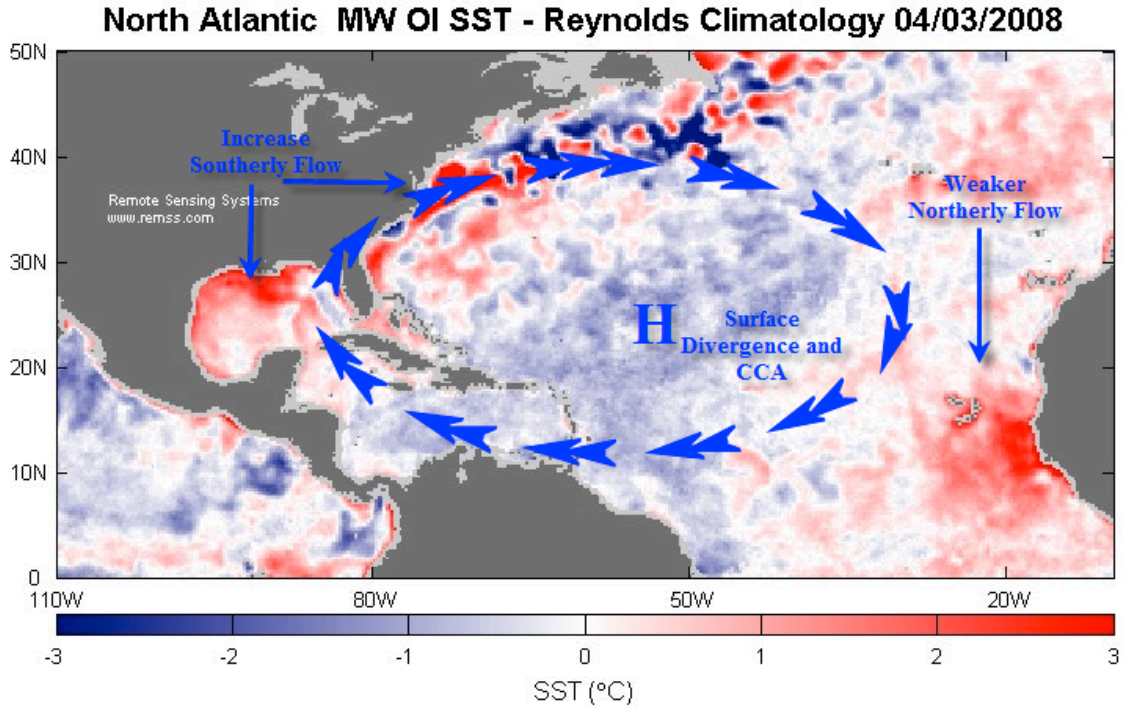 North Atlantic  MW OI SST - Reynolds Climatology 04/03/2008
50N
40N
30N
20N
10N
0
Increase
Southerly Flow
Remote Sensing Systems
www.remss.com
Weaker
Northerly Flow
H
Surface
Divergence and
CCA
110W 80W 50W 20W
-3 -2 -1 0 1 2 3
SST (°C)